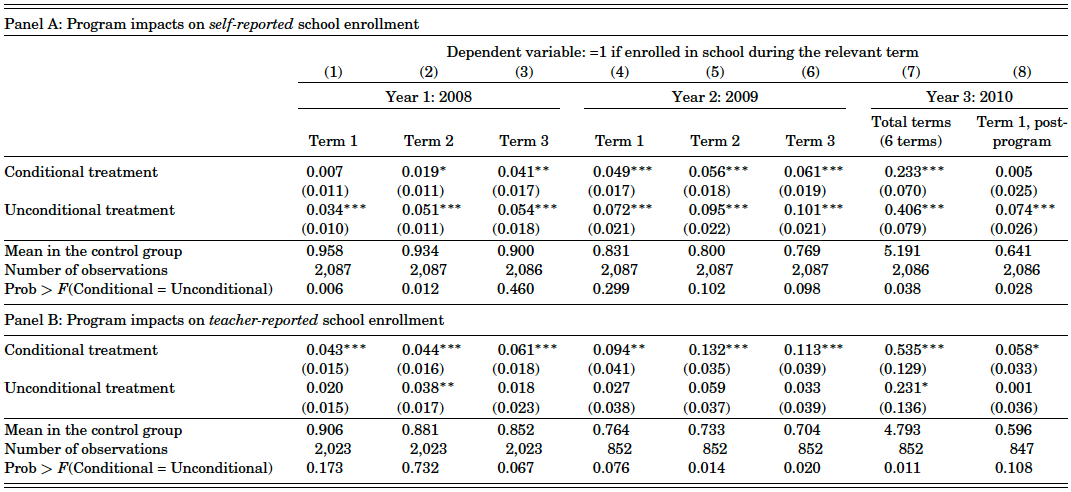 Panel A: Program impacts on self-reported school enrollment
Dependent variable: =1 if enrolled in school during the relevant term
(1) (2) (3) (4) (5) (6) (7) (8)
Year 1: 2008 Year 2: 2009 Year 3: 2010
Total terms Term 1, post-
Term 1 Term 2 Term 3 Term 1 Term 2 Term 3 (6 terms) program
Conditional treatment 0.007 0.019* 0.041** 0.049*** 0.056*** 0.061*** 0.233*** 0.005
(0.011) (0.011) (0.017) (0.017) (0.018) (0.019) (0.070) (0.025)
Unconditional treatment 0.034*** 0.051*** 0.054*** 0.072*** 0.095*** 0.101*** 0.406*** 0.074***
(0.010) (0.011) (0.018) (0.021) (0.022) (0.021) (0.079) (0.026)
Mean in the control group 0.958 0.934 0.900 0.831 0.800 0.769 5.191 0.641
Number of observations 2,087 2,087 2,086 2,087 2,087 2,087 2,086 2,086
Prob > F(Conditional = Unconditional) 0.006 0.012 0.460 0.299 0.102 0.098 0.038 0.028
Panel B: Program impacts on teacher-reported school enrollment
Conditional treatment 0.043*** 0.044*** 0.061*** 0.094** 0.132*** 0.113*** 0.535*** 0.058*
(0.015) (0.016) (0.018) (0.041) (0.035) (0.039) (0.129) (0.033)
Unconditional treatment 0.020 0.038** 0.018 0.027 0.059 0.033 0.231* 0.001
(0.015) (0.017) (0.023) (0.038) (0.037) (0.039) (0.136) (0.036)
Mean in the control group 0.906 0.881 0.852 0.764 0.733 0.704 4.793 0.596
Number of observations 2,023 2,023 2,023 852 852 852 852 847
Prob > F(Conditional = Unconditional) 0.173 0.732 0.067 0.076 0.014 0.020 0.011 0.108